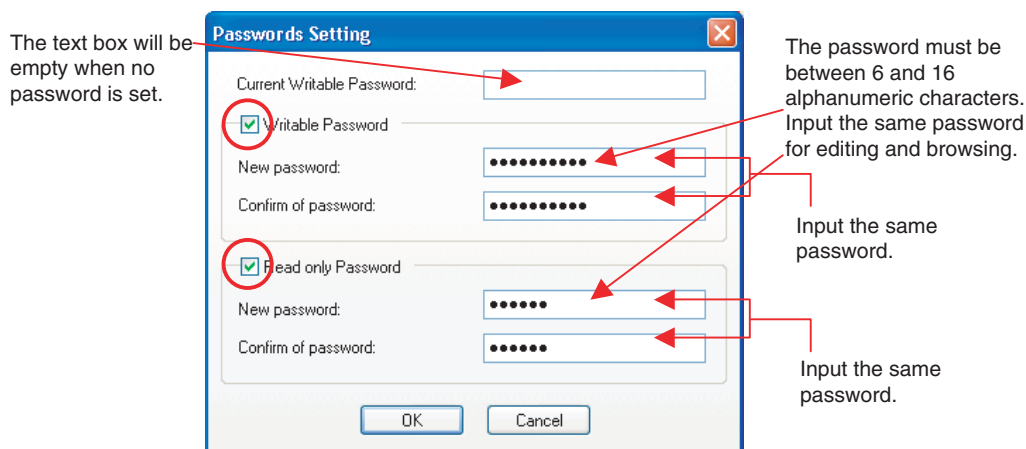 The text box will be
empty when no
password is set.
Passwords Setting
Current Writable Password:
Writable Password
New password:
Confirm of password:
Read only Password
New password:
Confirm of password:
OK
Cancel
The password must be
between 6 and 16
alphanumeric characters.
Input the same password
for editing and browsing.
Input the same
password.
Input the same
password.